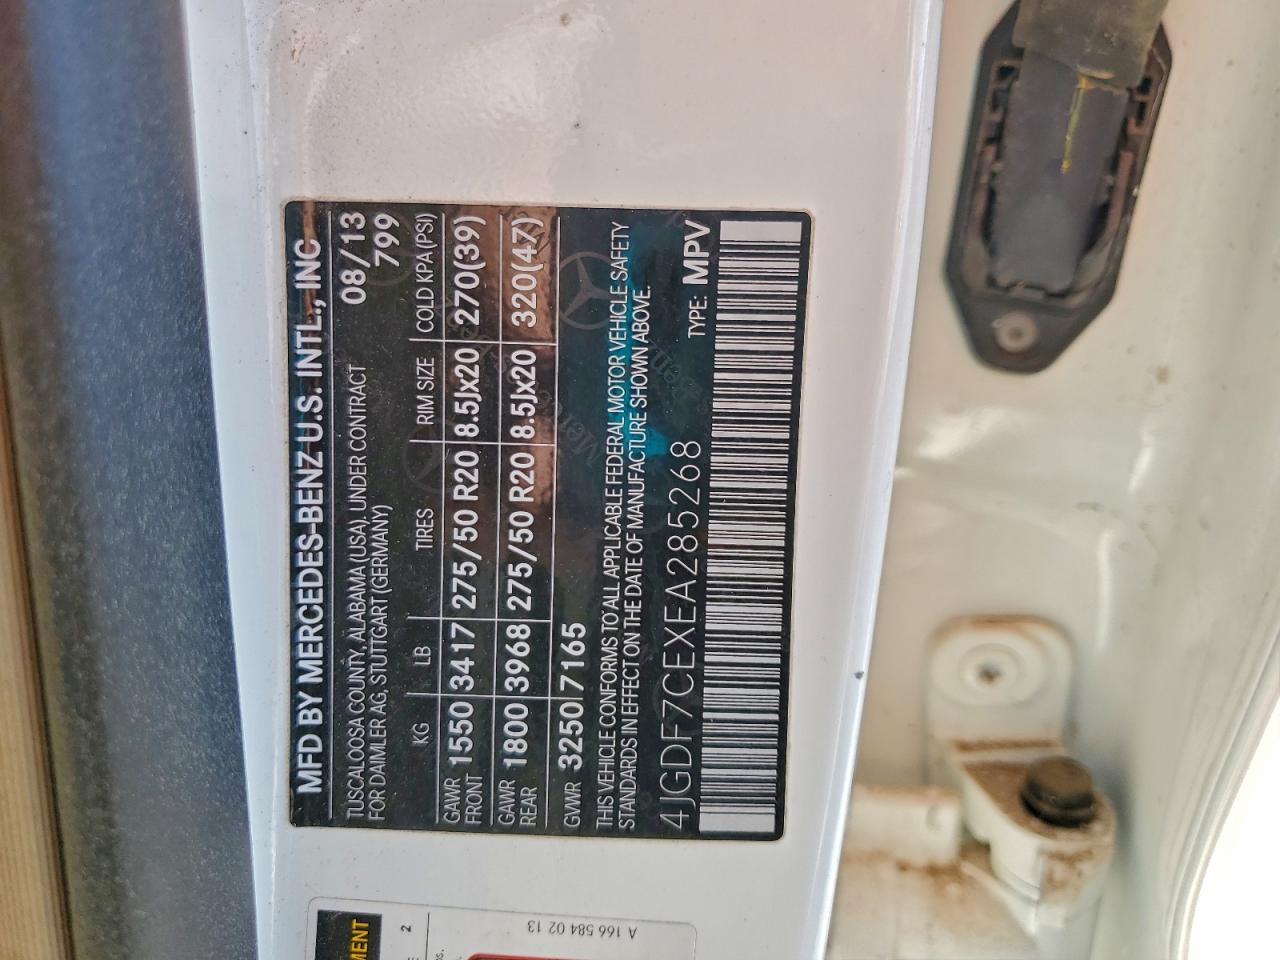 MFD BY MERCEDES-BENZ U.S. INTL., INC
TUSCALOOSA COUNTY, ALABAMA (USA), UNDER CONTRACT 08/13
FOR DAIMLER AG, STUTTGART (GERMANY) 799
KG LB TIRES RIM SIZE COLD KPA (PSI)
GAWR FRONT 1550 3417 275/50 R20 8.5Jx20 270(39)
GAWR REAR 1800 3968 275/50 R20 8.5Jx20 320(47)
GVWR 3250 7165
THIS VEHICLE CONFORMS TO ALL APPLICABLE FEDERAL MOTOR VEHICLE SAFETY
STANDARDS IN EFFECT ON THE DATE OF MANUFACTURE SHOWN ABOVE.
4JGDF7CEXEA285268 TYPE: MPV
A 166 584 02 13
2